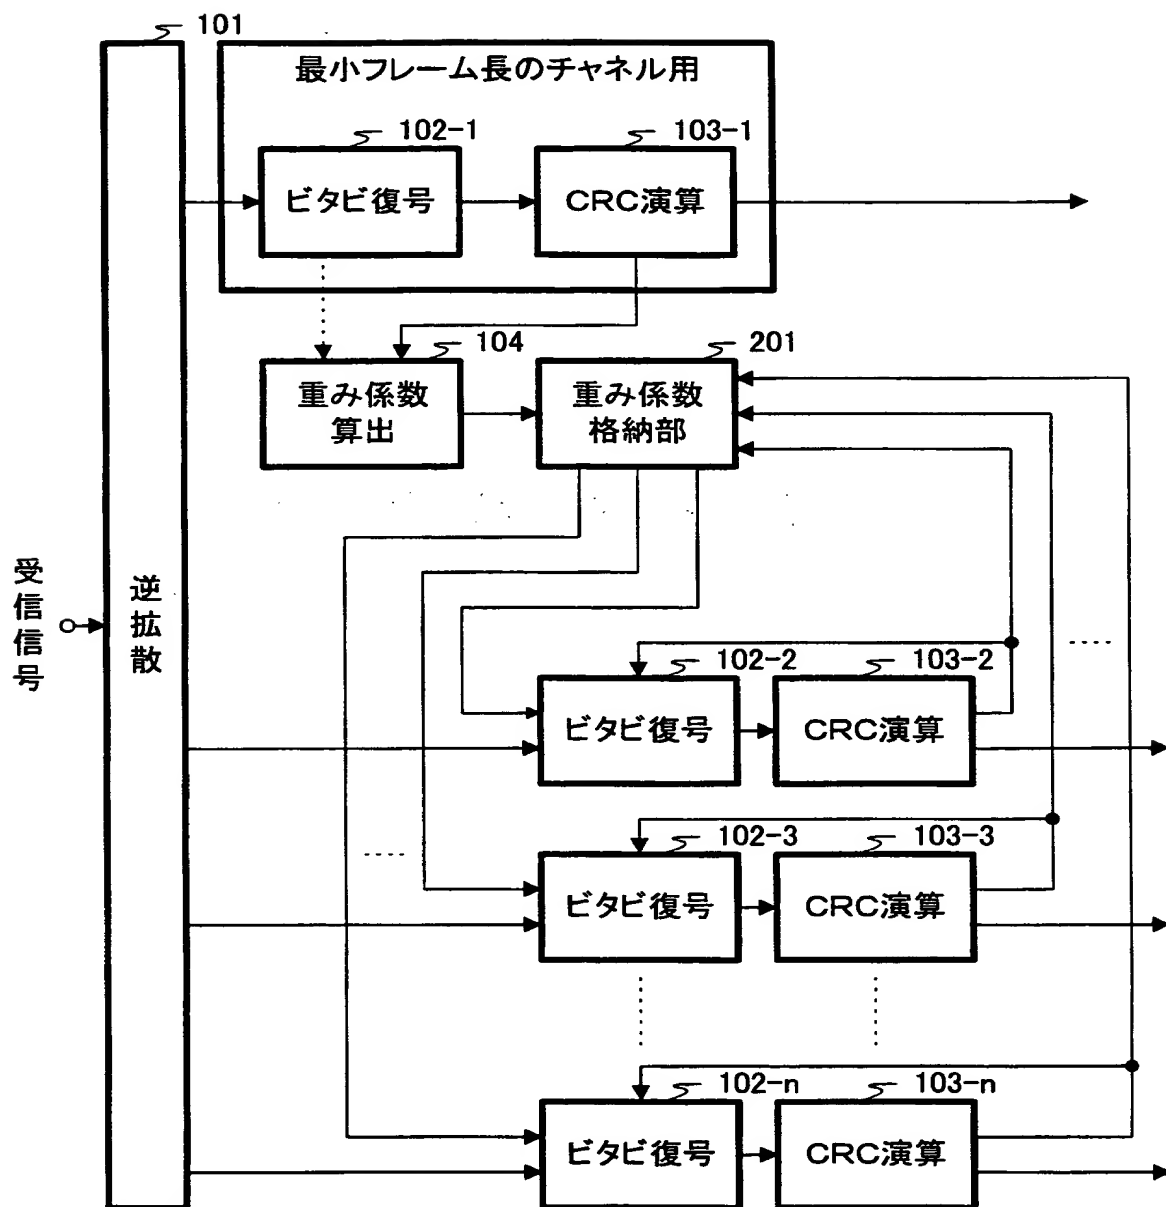 101
最小フレーム長のチャネル用
102-1
103-1
ビタビ復号
CRC演算
104
201
重み係数
算出
重み係数
格納部
受信信号
逆拡散
102-2
103-2
ビタビ復号
CRC演算
102-3
103-3
ビタビ復号
CRC演算
102-n
103-n
ビタビ復号
CRC演算